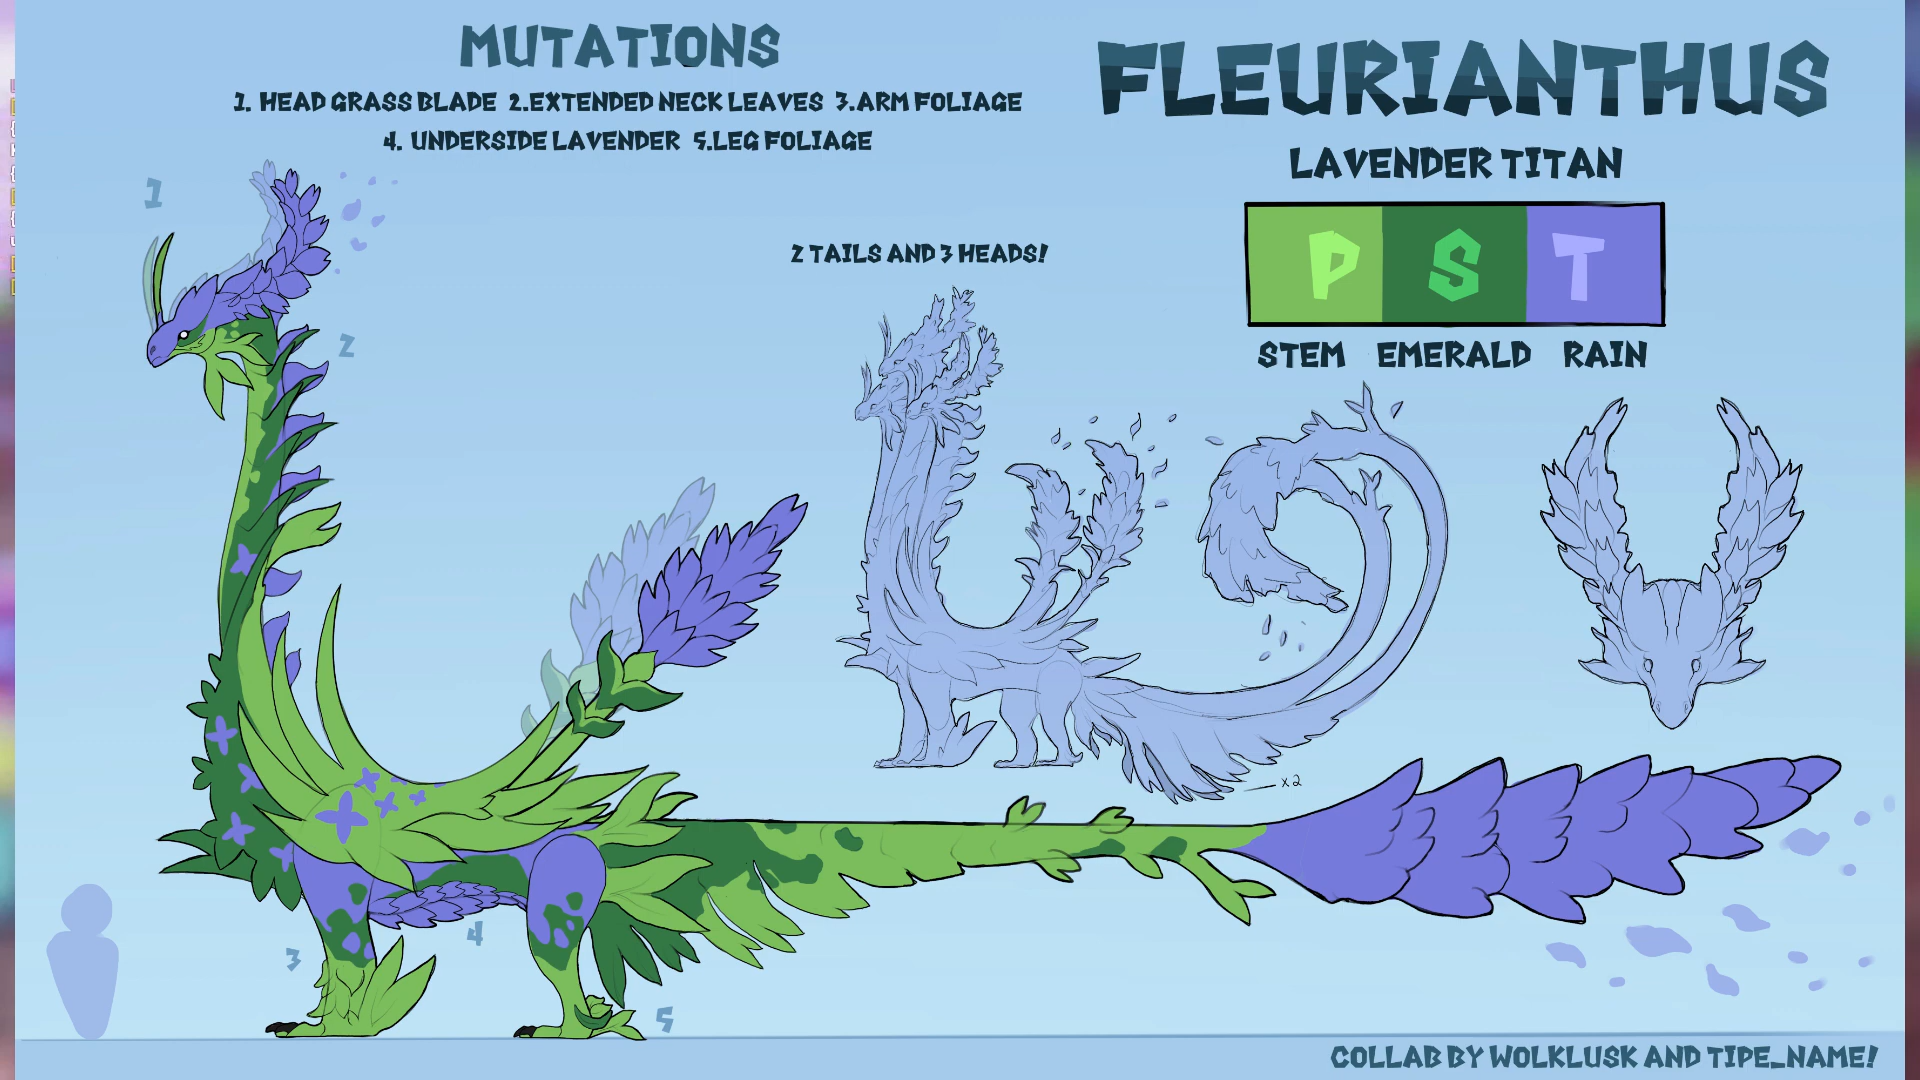 MUTATIONS
1. HEAD GRASS BLADE 2.EXTENDED NECK LEAVES 3.ARM FOLIAGE
4. UNDERSIDE LAVENDER 5.LEG FOLIAGE
FLEURIANTHUS
LAVENDER TITAN
P S T
STEM EMERALD RAIN
1
2
2 TAILS AND 3 HEADS!
x2
3
4
5
COLLAB BY WOLKLUSK AND TIPE_NAME!